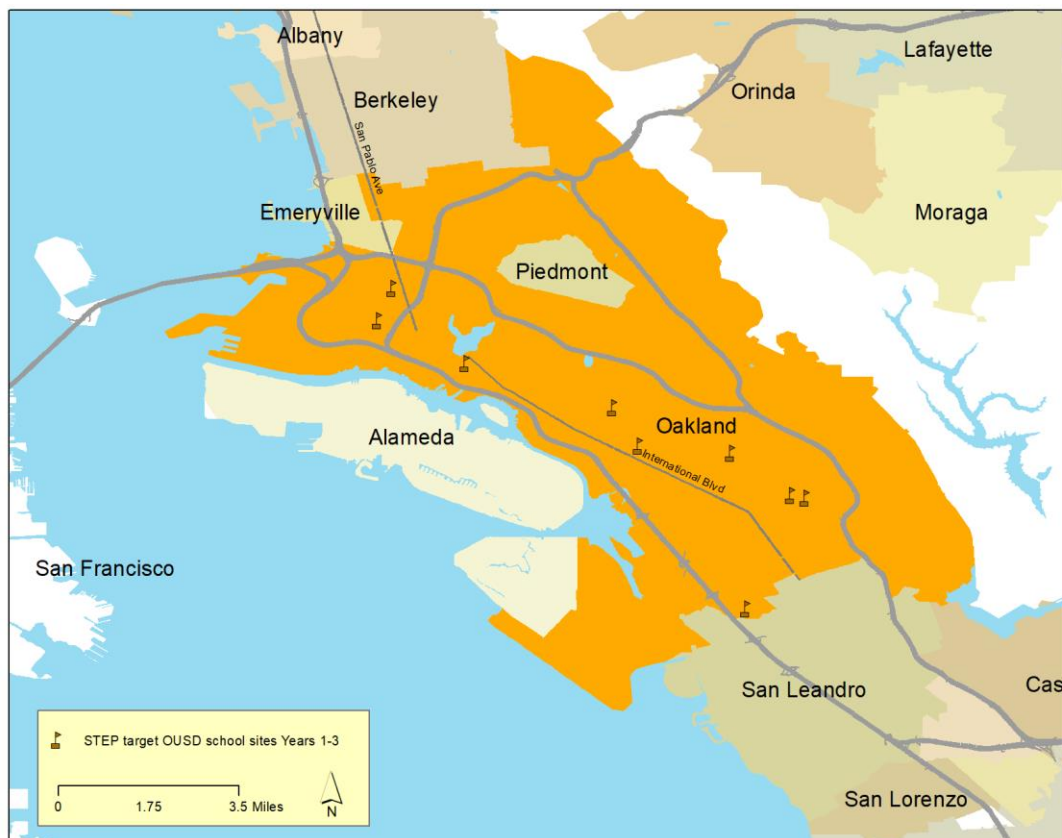 Albany
Lafayette
Orinda
Berkeley
San Pablo Ave
Emeryville
Moraga
Piedmont
Oakland
Alameda
International Blvd
San Francisco
San Leandro
Cas
STEP target OUSD school sites Years 1-3
0 1.75 3.5 Miles
N
San Lorenzo